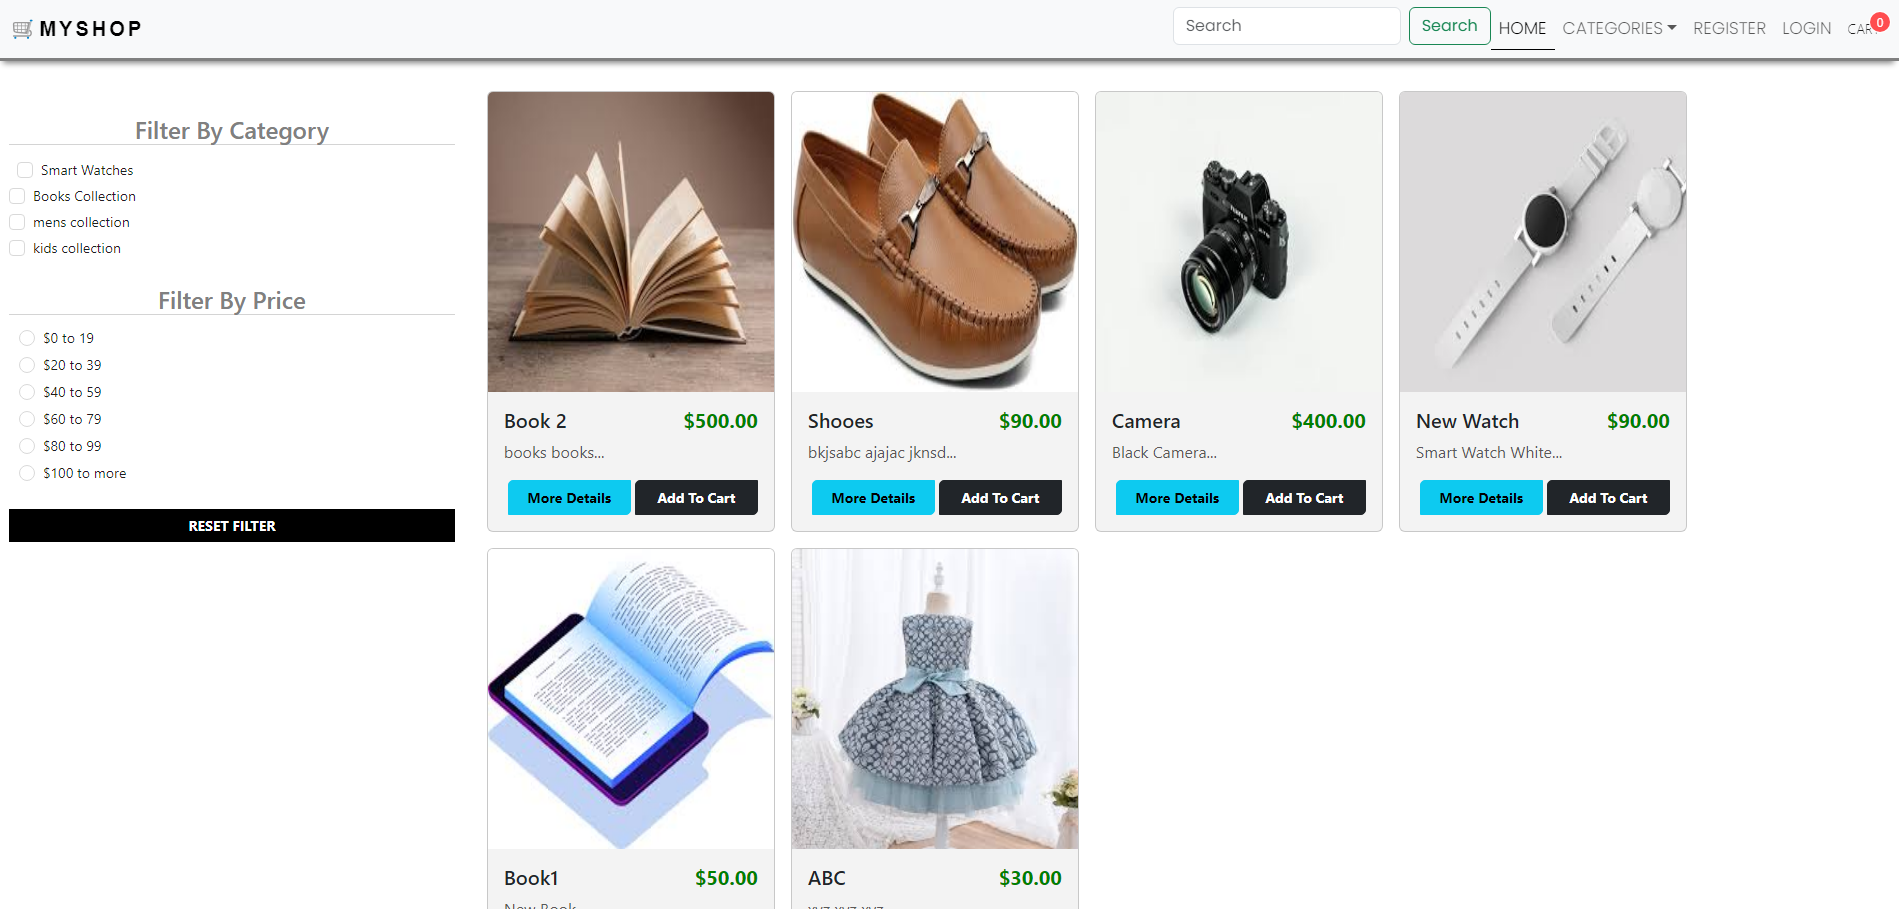 MYSHOP
Search
Search
HOME
CATEGORIES
REGISTER
LOGIN
0
Filter By Category
Smart Watches
Books Collection
mens collection
kids collection
Filter By Price
$0 to 19
$20 to 39
$40 to 59
$60 to 79
$80 to 99
$100 to more
RESET FILTER
Book 2 $500.00
books books...
More Details Add To Cart
Shooes $90.00
bkjsabc ajajac jknsd...
More Details Add To Cart
FUJIFILM
Camera $400.00
Black Camera...
More Details Add To Cart
New Watch $90.00
Smart Watch White...
More Details Add To Cart
Book1 $50.00
New Book
ABC $30.00